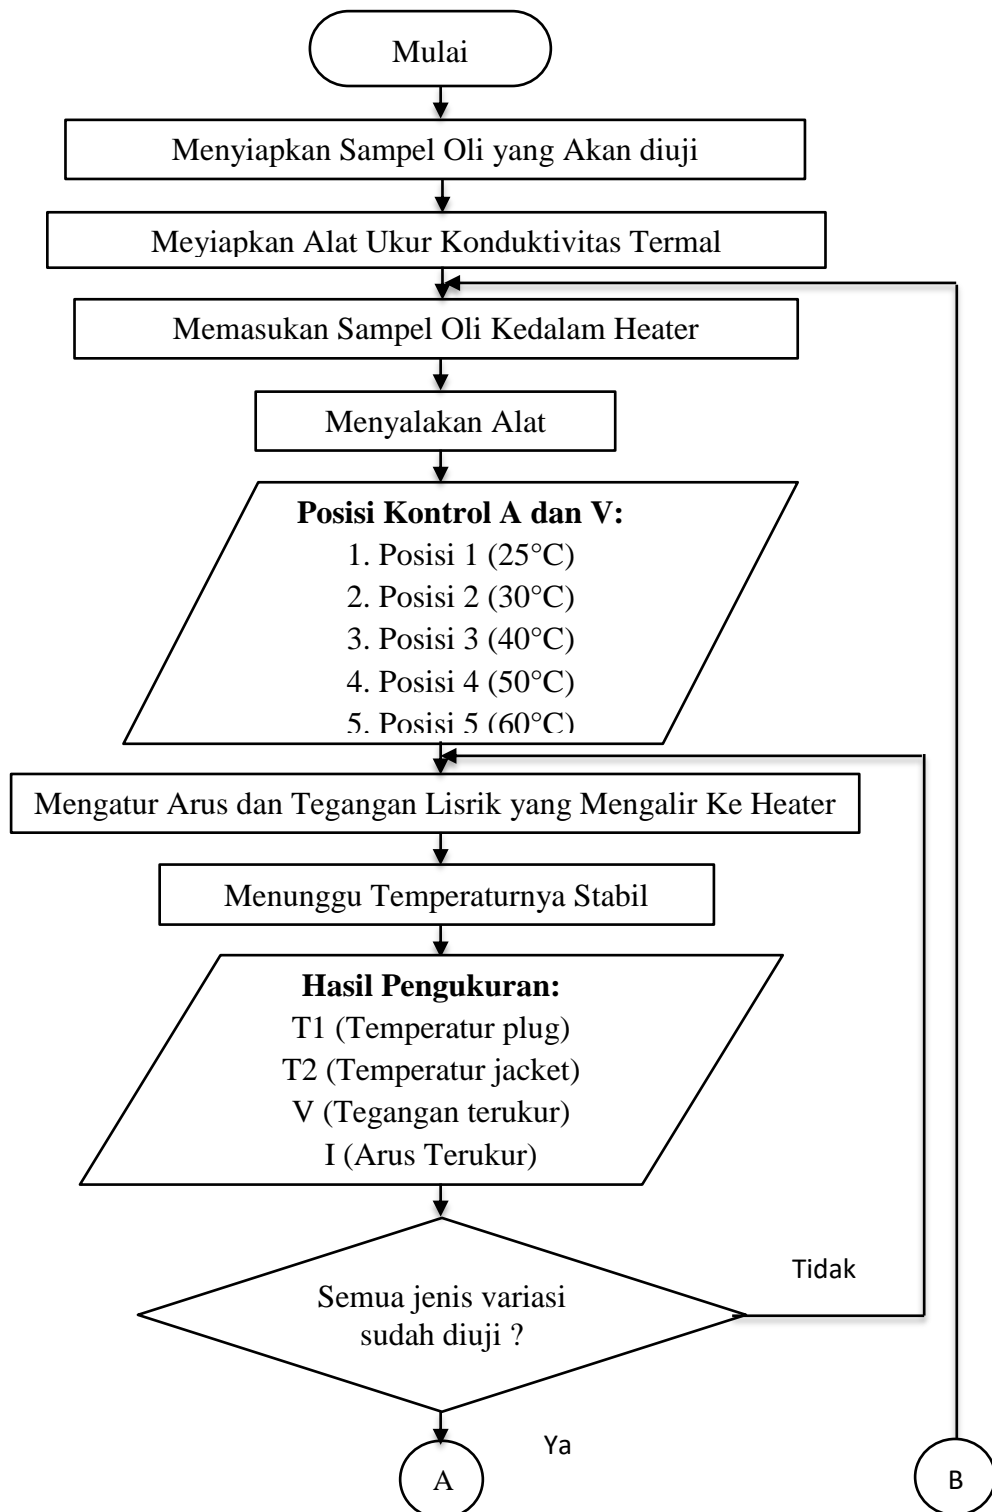 Mulai
Menyiapkan Sampel Oli yang Akan diuji
Meyiapkan Alat Ukur Konduktivitas Termal
Memasukan Sampel Oli Kedalam Heater
Menyalakan Alat
Posisi Kontrol A dan V:
1. Posisi 1 (25°C)
2. Posisi 2 (30°C)
3. Posisi 3 (40°C)
4. Posisi 4 (50°C)
5. Posisi 5 (60°C)
Mengatur Arus dan Tegangan Lisrik yang Mengalir Ke Heater
Menunggu Temperaturnya Stabil
Hasil Pengukuran:
T1 (Temperatur plug)
T2 (Temperatur jacket)
V (Tegangan terukur)
I (Arus Terukur)
Tidak
Semua jenis variasi
sudah diuji ?
Ya
A
B